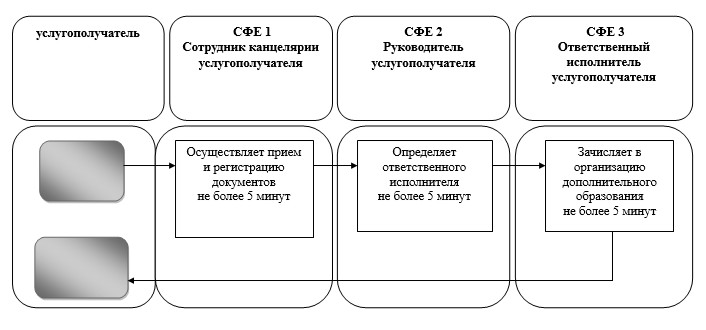 услугополучатель
СФЕ 1
Сотрудник канцелярии
услугополучателя
СФЕ 2
Руководитель
услугополучателя
СФЕ 3
Ответственный
исполнитель
услугополучателя
Осуществляет прием
и регистрацию
документов
не более 5 минут
Определяет
ответственного
исполнителя
не более 5 минут
Зачисляет в
организацию
дополнительного
образования
не более 5 минут